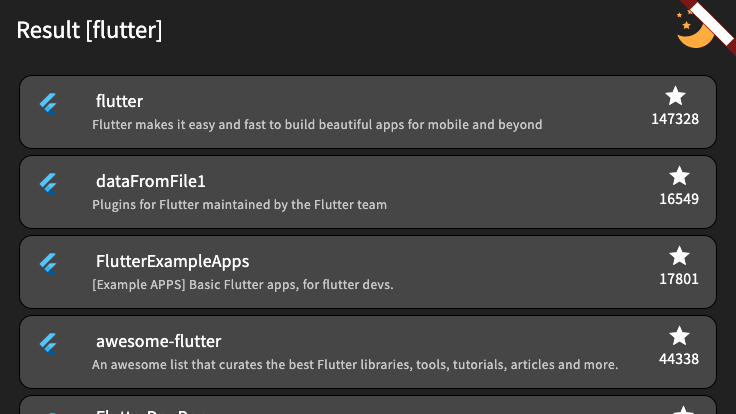 Result [flutter]
flutter
Flutter makes it easy and fast to build beautiful apps for mobile and beyond
147328
dataFromFile1
Plugins for Flutter maintained by the Flutter team
16549
FlutterExampleApps
[Example APPS] Basic Flutter apps, for flutter devs.
17801
awesome-flutter
An awesome list that curates the best Flutter libraries, tools, tutorials, articles and more.
44338